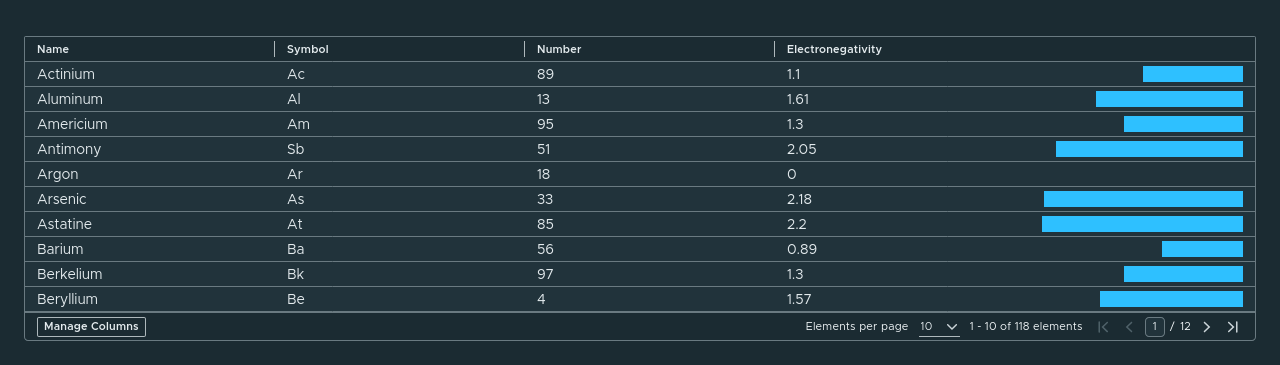 Name Symbol Number Electronegativity
Actinium Ac 89 1.1
Aluminum Al 13 1.61
Americium Am 95 1.3
Antimony Sb 51 2.05
Argon Ar 18 0
Arsenic As 33 2.18
Astatine At 85 2.2
Barium Ba 56 0.89
Berkelium Bk 97 1.3
Beryllium Be 4 1.57
Manage Columns Elements per page 10 1 - 10 of 118 elements 1 / 12